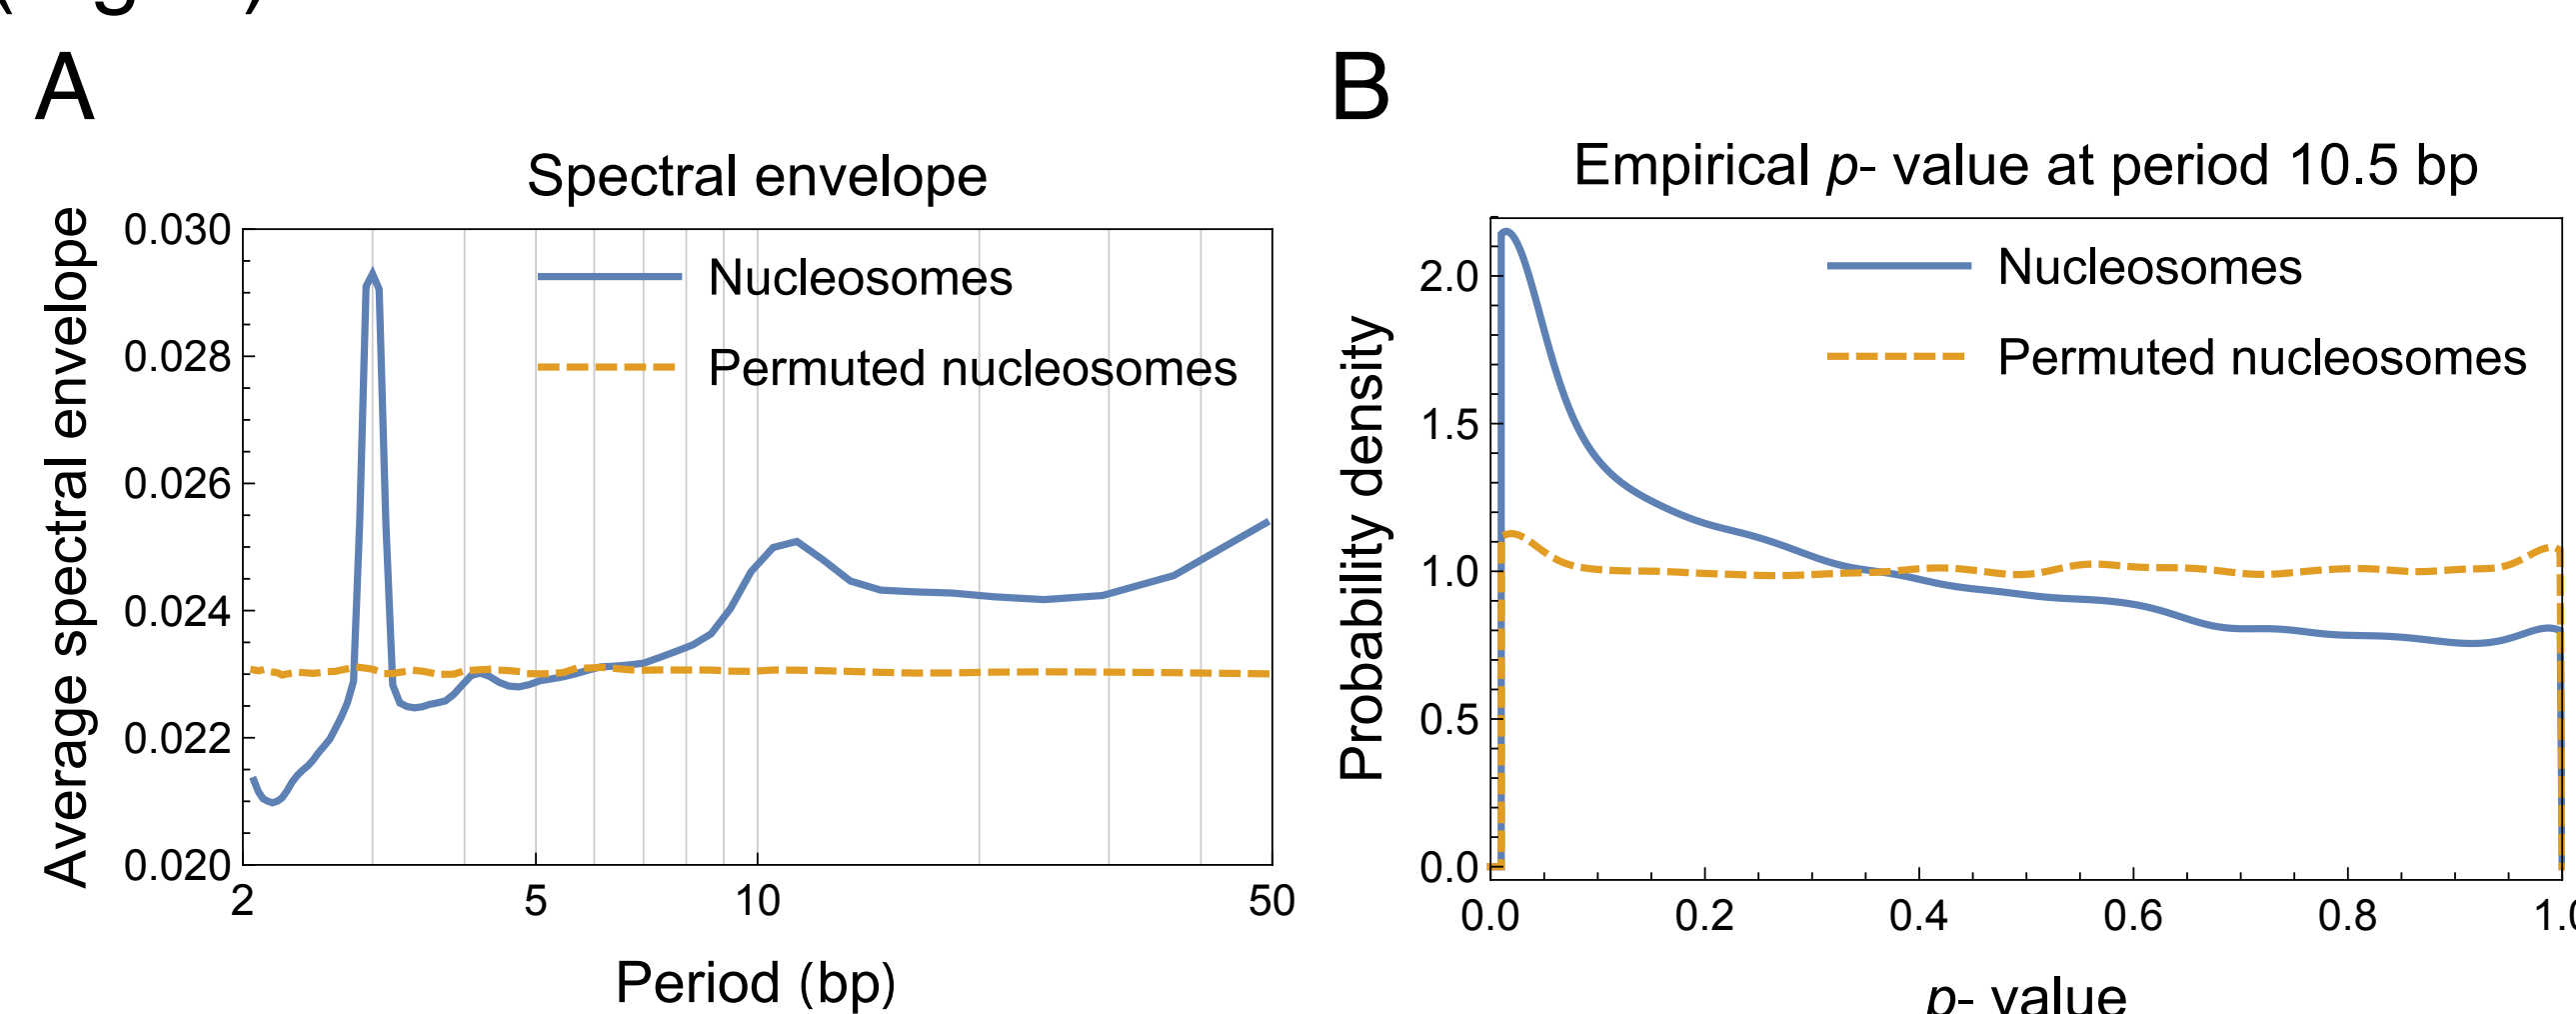 A
Spectral envelope
Average spectral envelope
0.030
0.028
0.026
0.024
0.022
0.020
Nucleosomes
Permuted nucleosomes
2 5 10 50
Period (bp)
B
Empirical p- value at period 10.5 bp
Probability density
2.0
1.5
1.0
0.5
0.0
Nucleosomes
Permuted nucleosomes
0.0 0.2 0.4 0.6 0.8 1.0
p- value